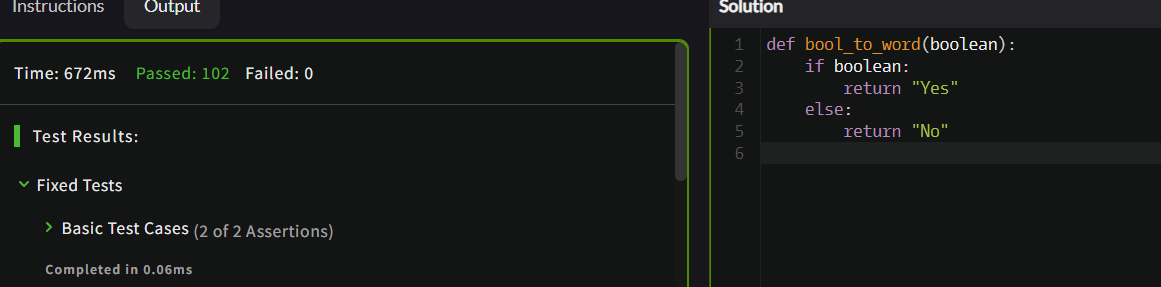 Instructions Output
Time: 672ms Passed: 102 Failed: 0
Test Results:
Fixed Tests
Basic Test Cases (2 of 2 Assertions)
Completed in 0.06ms
Solution
1 def bool_to_word(boolean):
2     if boolean:
3         return "Yes"
4     else:
5         return "No"
6